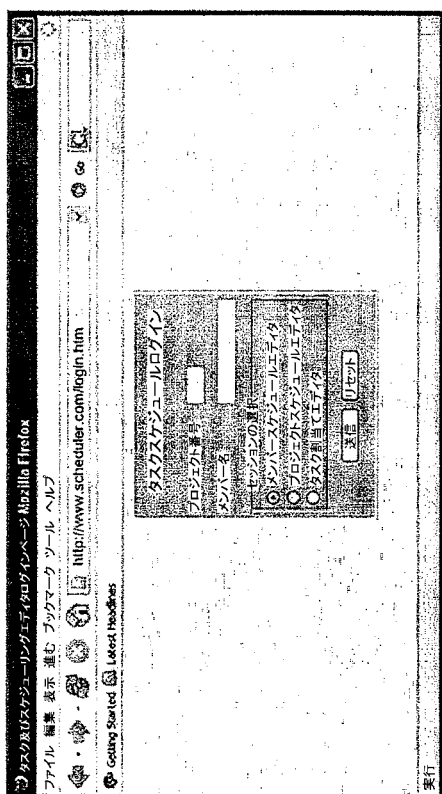 タスク及びスケジューリングエディタログインページ Mozilla Firefox
ファイル 編集 表示 進む ブックマーク ツール ヘルプ
http://www.scheduler.com/login.htm Go
Getting Started Latest Headlines
タスクスケジュールログイン
プロジェクト番号
メンバー名
セッションの選択
メンバースケジュールエディタ
プロジェクトスケジュールエディタ
タスク割当てエディタ
送信 リセット
実行